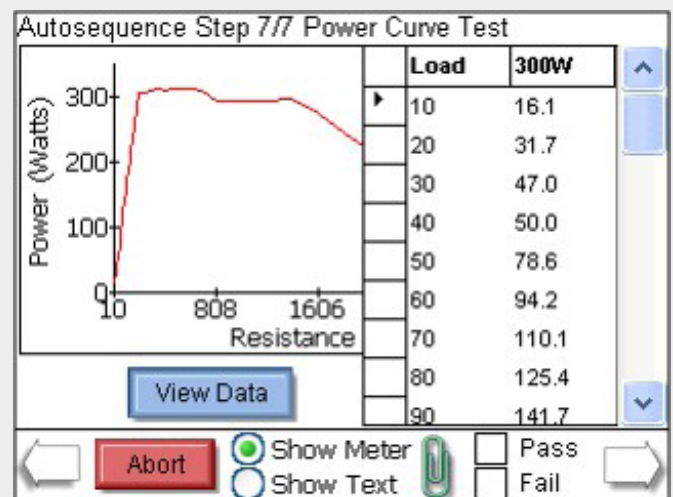 Autosequence Step 7/7 Power Curve Test
Power (Watts)
300
200
100
0
10 808 1606
Resistance
View Data
Load 300W
10 16.1
20 31.7
30 47.0
40 50.0
50 78.6
60 94.2
70 110.1
80 125.4
90 141.7
Abort
Show Meter
Show Text
Pass
Fail